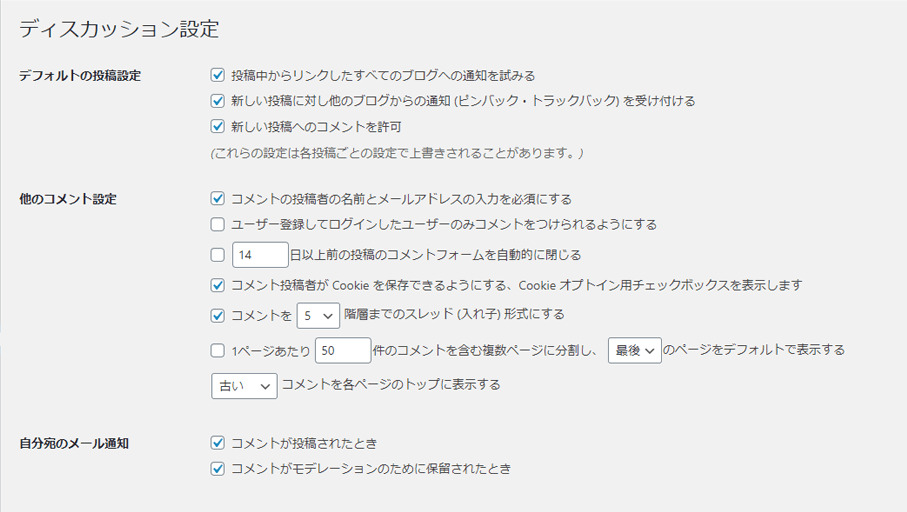 ディスカッション設定
デフォルトの投稿設定
投稿中からリンクしたすべてのブログへの通知を試みる
新しい投稿に対し他のブログからの通知 (ピンバック・トラックバック) を受け付ける
新しい投稿へのコメントを許可
(これらの設定は各投稿ごとの設定で上書きされることがあります。)
他のコメント設定
コメントの投稿者の名前とメールアドレスの入力を必須にする
ユーザー登録してログインしたユーザーのみコメントをつけられるようにする
14 日以上前の投稿のコメントフォームを自動的に閉じる
コメント投稿者が Cookie を保存できるようにする、Cookie オプトイン用チェックボックスを表示します
コメントを 5 階層までのスレッド (入れ子) 形式にする
1ページあたり 50 件のコメントを含む複数ページに分割し、 最後 のページをデフォルトで表示する
古い コメントを各ページのトップに表示する
自分宛のメール通知
コメントが投稿されたとき
コメントがモデレーションのために保留されたとき